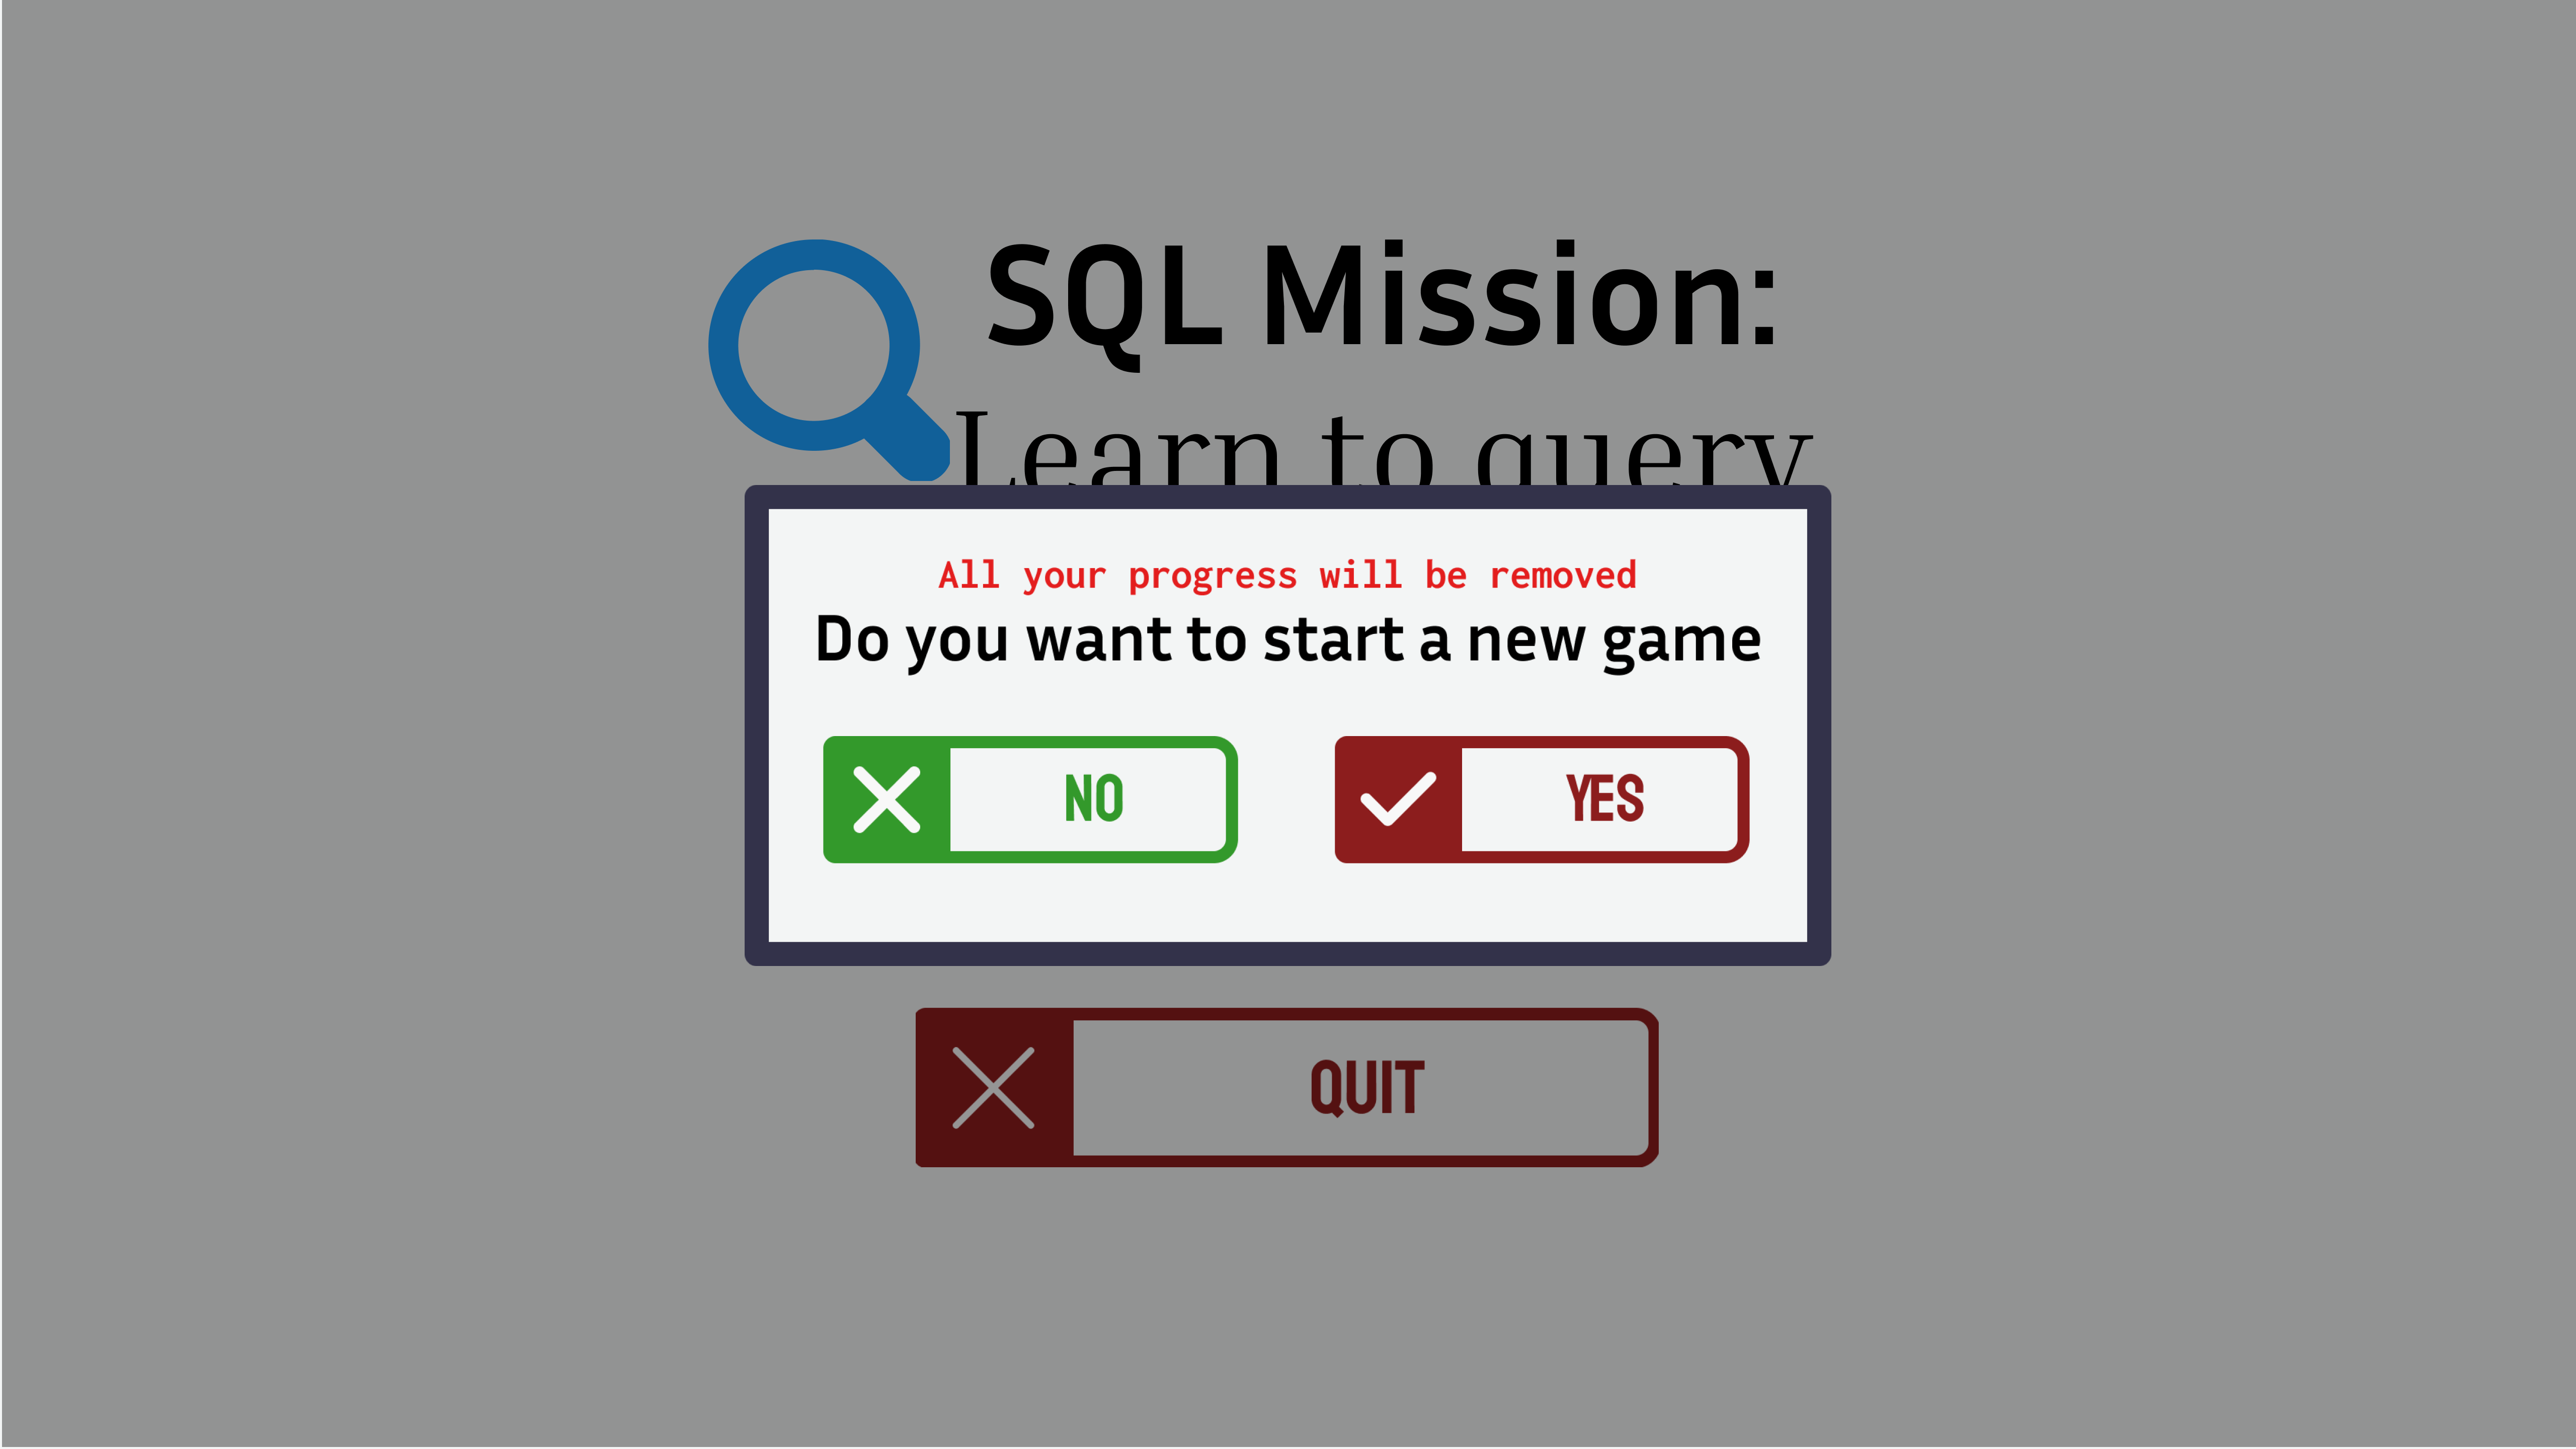 SQL Mission:
Learn to query
All your progress will be removed
Do you want to start a new game
NO
YES
QUIT